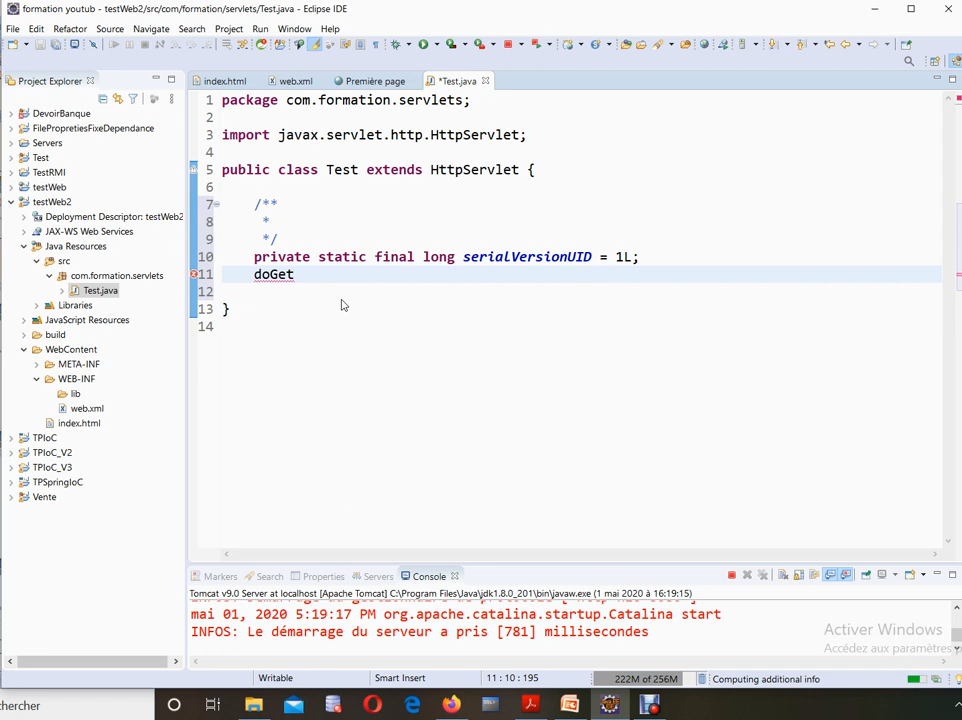 formation youtub - testWeb2/src/com/formation/servlets/Test.java - Eclipse IDE
File Edit Refactor Source Navigate Search Project Run Window Help
Project Explorer
index.html web.xml Première page *Test.java
DevoirBanque
FilePropretiesFixeDependance
Servers
Test
TestRMI
testWeb
testWeb2
Deployment Descriptor: testWeb2
JAX-WS Web Services
Java Resources
src
com.formation.servlets
Test.java
Libraries
JavaScript Resources
build
WebContent
META-INF
WEB-INF
lib
web.xml
index.html
TPIoC
TPIoC_V2
TPIoC_V3
TPSpringIoC
Vente
1 package com.formation.servlets;
2
3 import javax.servlet.http.HttpServlet;
4
5 public class Test extends HttpServlet {
6
7 /**
8 *
9 */
10 private static final long serialVersionUID = 1L;
11 doGet
12
13 }
14
Markers Search Properties Servers Console
Tomcat v9.0 Server at localhost [Apache Tomcat] C:\Program Files\Java\jdk1.8.0_201\bin\javaw.exe (1 mai 2020 à 16:19:15)
mai 01, 2020 5:19:17 PM org.apache.catalina.startup.Catalina start
INFOS: Le démarrage du serveur a pris [781] millisecondes
Activer Windows
Accédez aux paramètres
Writable Smart Insert 11 : 10 : 195 222M of 256M Computing additional info
chercher